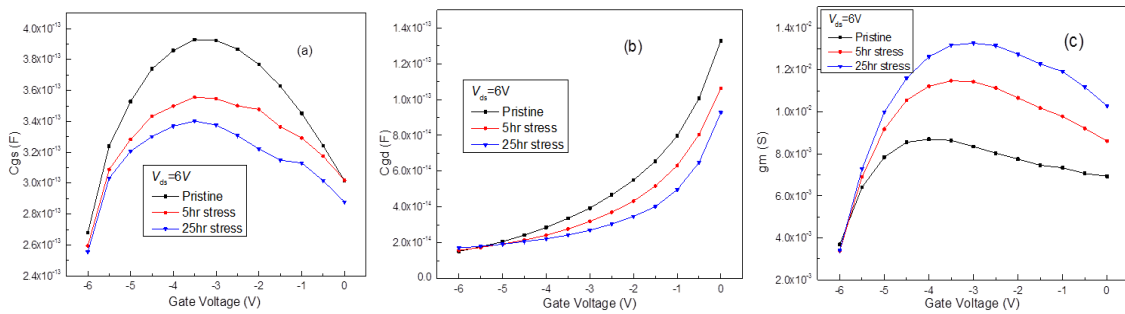 (a)
Cgs (F)
4.0x10⁻¹³
3.8x10⁻¹³
3.6x10⁻¹³
3.4x10⁻¹³
3.2x10⁻¹³
3.0x10⁻¹³
2.8x10⁻¹³
2.6x10⁻¹³
2.4x10⁻¹³
Vds=6V
Pristine
5hr stress
25hr stress
-6 -5 -4 -3 -2 -1 0
Gate Voltage (V)
(b)
Cgd (F)
1.4x10⁻¹³
1.2x10⁻¹³
1.0x10⁻¹³
8.0x10⁻¹⁴
6.0x10⁻¹⁴
4.0x10⁻¹⁴
2.0x10⁻¹⁴
0.0
Vds=6V
Pristine
5hr stress
25hr stress
-6 -5 -4 -3 -2 -1 0
Gate Voltage (V)
(c)
gm (S)
1.4x10⁻²
1.2x10⁻²
1.0x10⁻²
8.0x10⁻³
6.0x10⁻³
4.0x10⁻³
2.0x10⁻³
Vds=6V
Pristine
5hr stress
25hr stress
-6 -5 -4 -3 -2 -1 0
Gate Voltage (V)